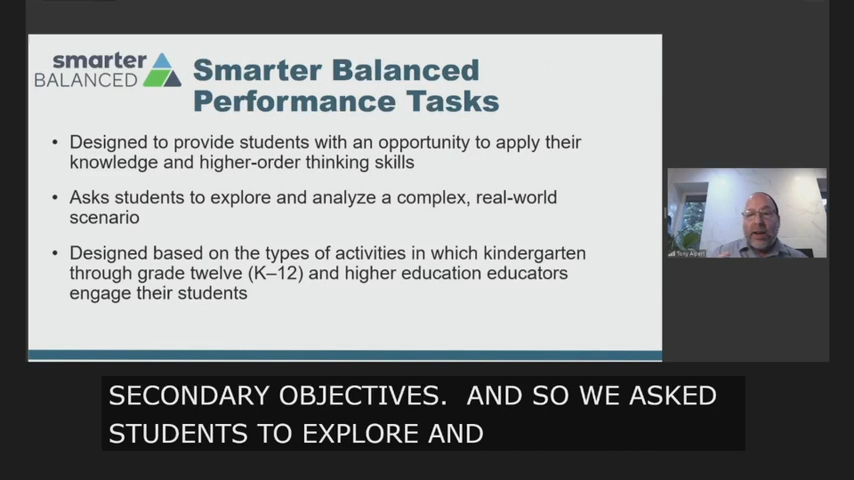 smarter
BALANCED
Smarter Balanced
Performance Tasks
• Designed to provide students with an opportunity to apply their
knowledge and higher-order thinking skills
• Asks students to explore and analyze a complex, real-world
scenario
• Designed based on the types of activities in which kindergarten
through grade twelve (K–12) and higher education educators
engage their students
Tony Alpert
SECONDARY OBJECTIVES.  AND SO WE ASKED
STUDENTS TO EXPLORE AND